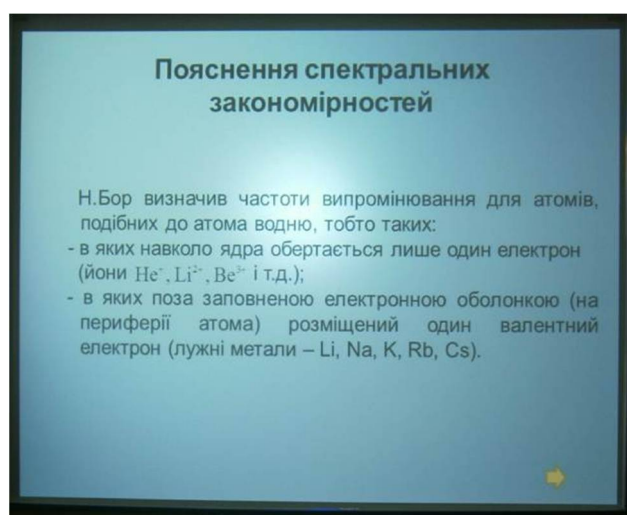 Пояснення спектральних
закономірностей
Н.Бор визначив частоти випромінювання для атомів,
подібних до атома водню, тобто таких:
- в яких навколо ядра обертається лише один електрон
(йони He⁺, Li²⁺, Be³⁺ і т.д.);
- в яких поза заповненою електронною оболонкою (на
периферії атома) розміщений один валентний
електрон (лужні метали – Li, Na, K, Rb, Cs).